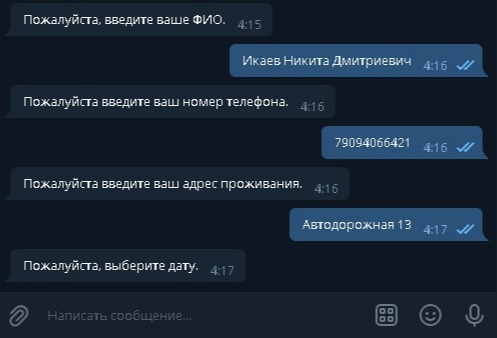 Пожалуйста, введите ваше ФИО. 4:15
Икаев Никита Дмитриевич 4:16
Пожалуйста введите ваш номер телефона. 4:16
79094066421 4:16
Пожалуйста введите ваш адрес проживания. 4:16
Автодорожная 13 4:17
Пожалуйста, выберите дату. 4:17
Написать сообщение...